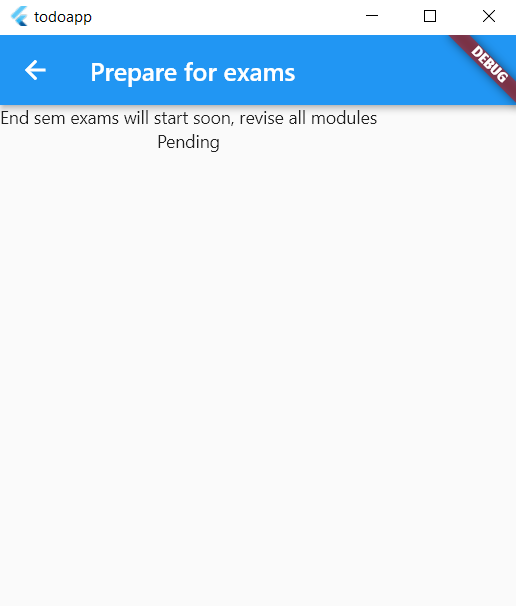 todoapp
Prepare for exams
DEBUG
End sem exams will start soon, revise all modules
Pending